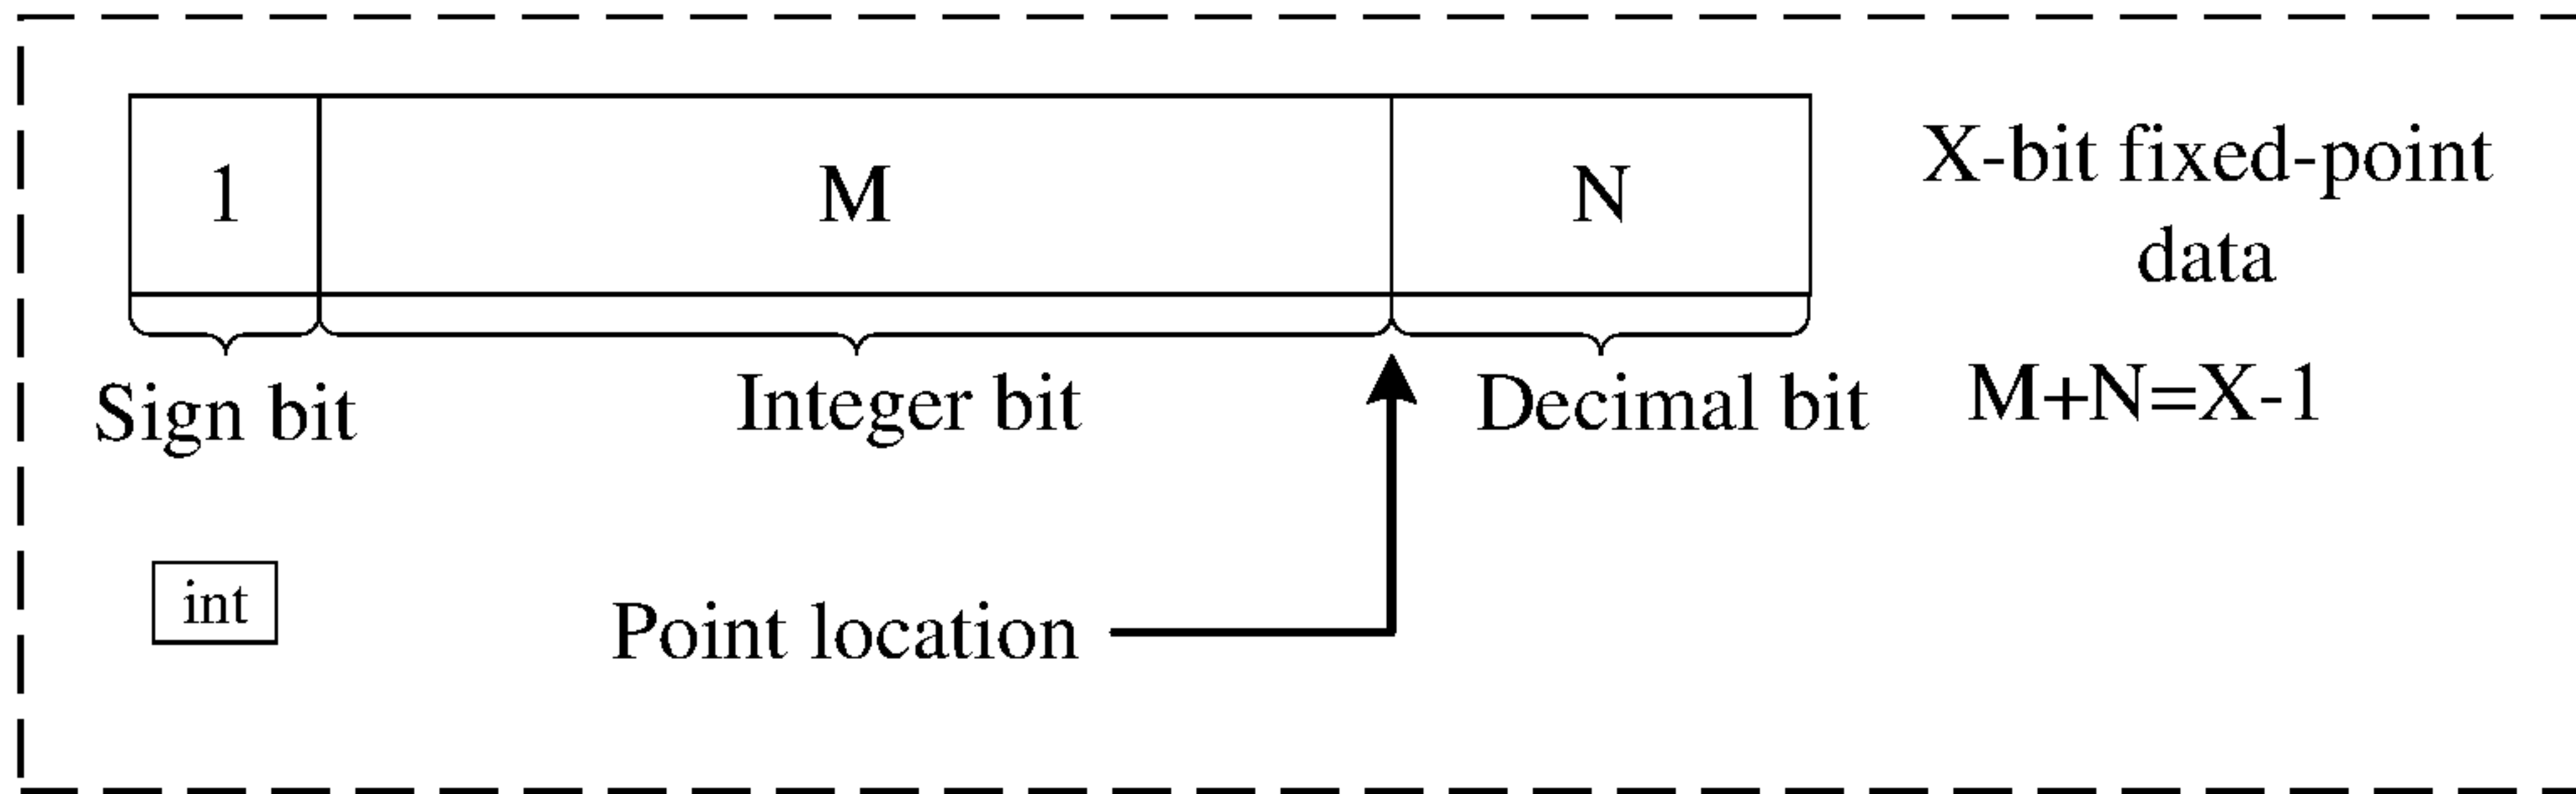 1
M
N
X-bit fixed-point
data
Sign bit
Integer bit
Decimal bit
M+N=X-1
int
Point location